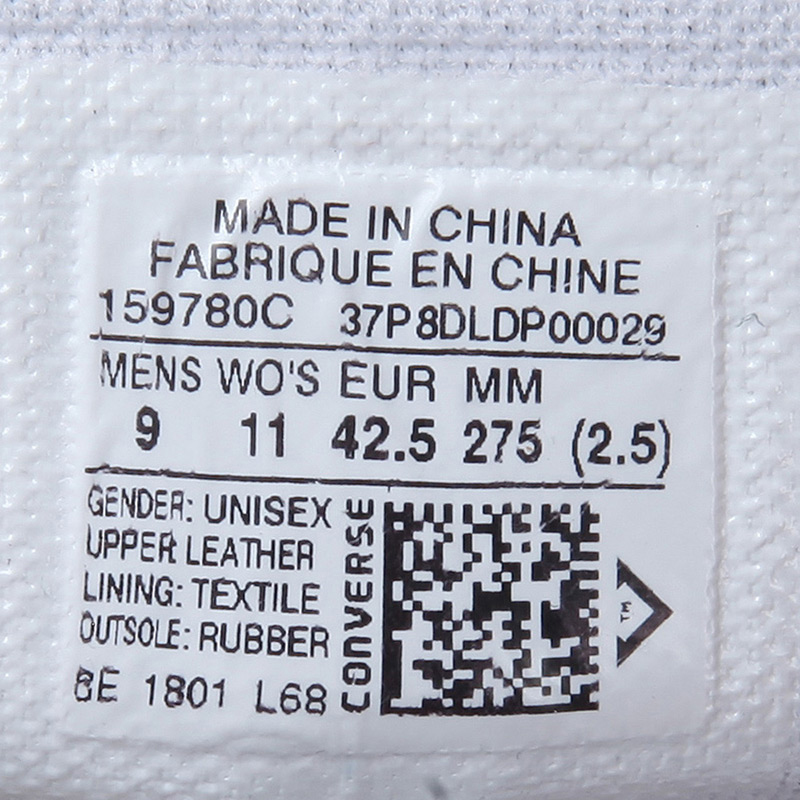 MADE IN CHINA
FABRIQUE EN CHINE
159780C 37P8DLDP00029
MENS WO'S EUR MM
9 11 42.5 275 (2.5)
GENDER: UNISEX
UPPER LEATHER
LINING: TEXTILE
OUTSOLE: RUBBER
1801 L68
CONVERSE
TM